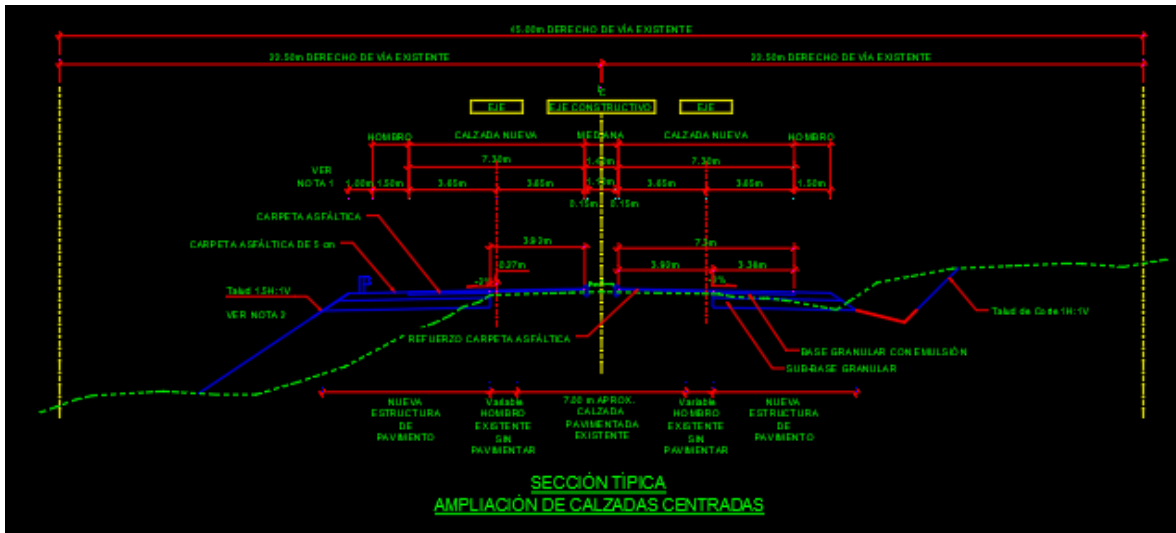 45.00m DERECHO DE VÍA EXISTENTE
22.50m DERECHO DE VÍA EXISTENTE
22.50m DERECHO DE VÍA EXISTENTE
EJE
EJE CONSTRUCTIVO
EJE
HOMBRO
CALZADA NUEVA
MEDIANA
CALZADA NUEVA
HOMBRO
7.30m
7.30m
VER
NOTA 1
1.00m
1.50m
3.65m
3.65m
3.65m
3.65m
1.50m
0.15m
0.15m
CARPETA ASFÁLTICA
CARPETA ASFÁLTICA DE 5 cm
3.93m
0.27m
3.93m
3.38m
Talud 1.5H:1V
VER NOTA 2
Talud de Corte 1H:1V
REFUERZO CARPETA ASFÁLTICA
BASE GRANULAR CON EMULSIÓN
SUB-BASE GRANULAR
NUEVA
ESTRUCTURA
DE
PAVIMENTO
Variable
HOMBRO
EXISTENTE
SIN
PAVIMENTAR
7.00 m APROX.
CALZADA
PAVIMENTADA
EXISTENTE
Variable
HOMBRO
EXISTENTE
SIN
PAVIMENTAR
NUEVA
ESTRUCTURA
DE
PAVIMENTO
SECCIÓN TÍPICA
AMPLIACIÓN DE CALZADAS CENTRADAS